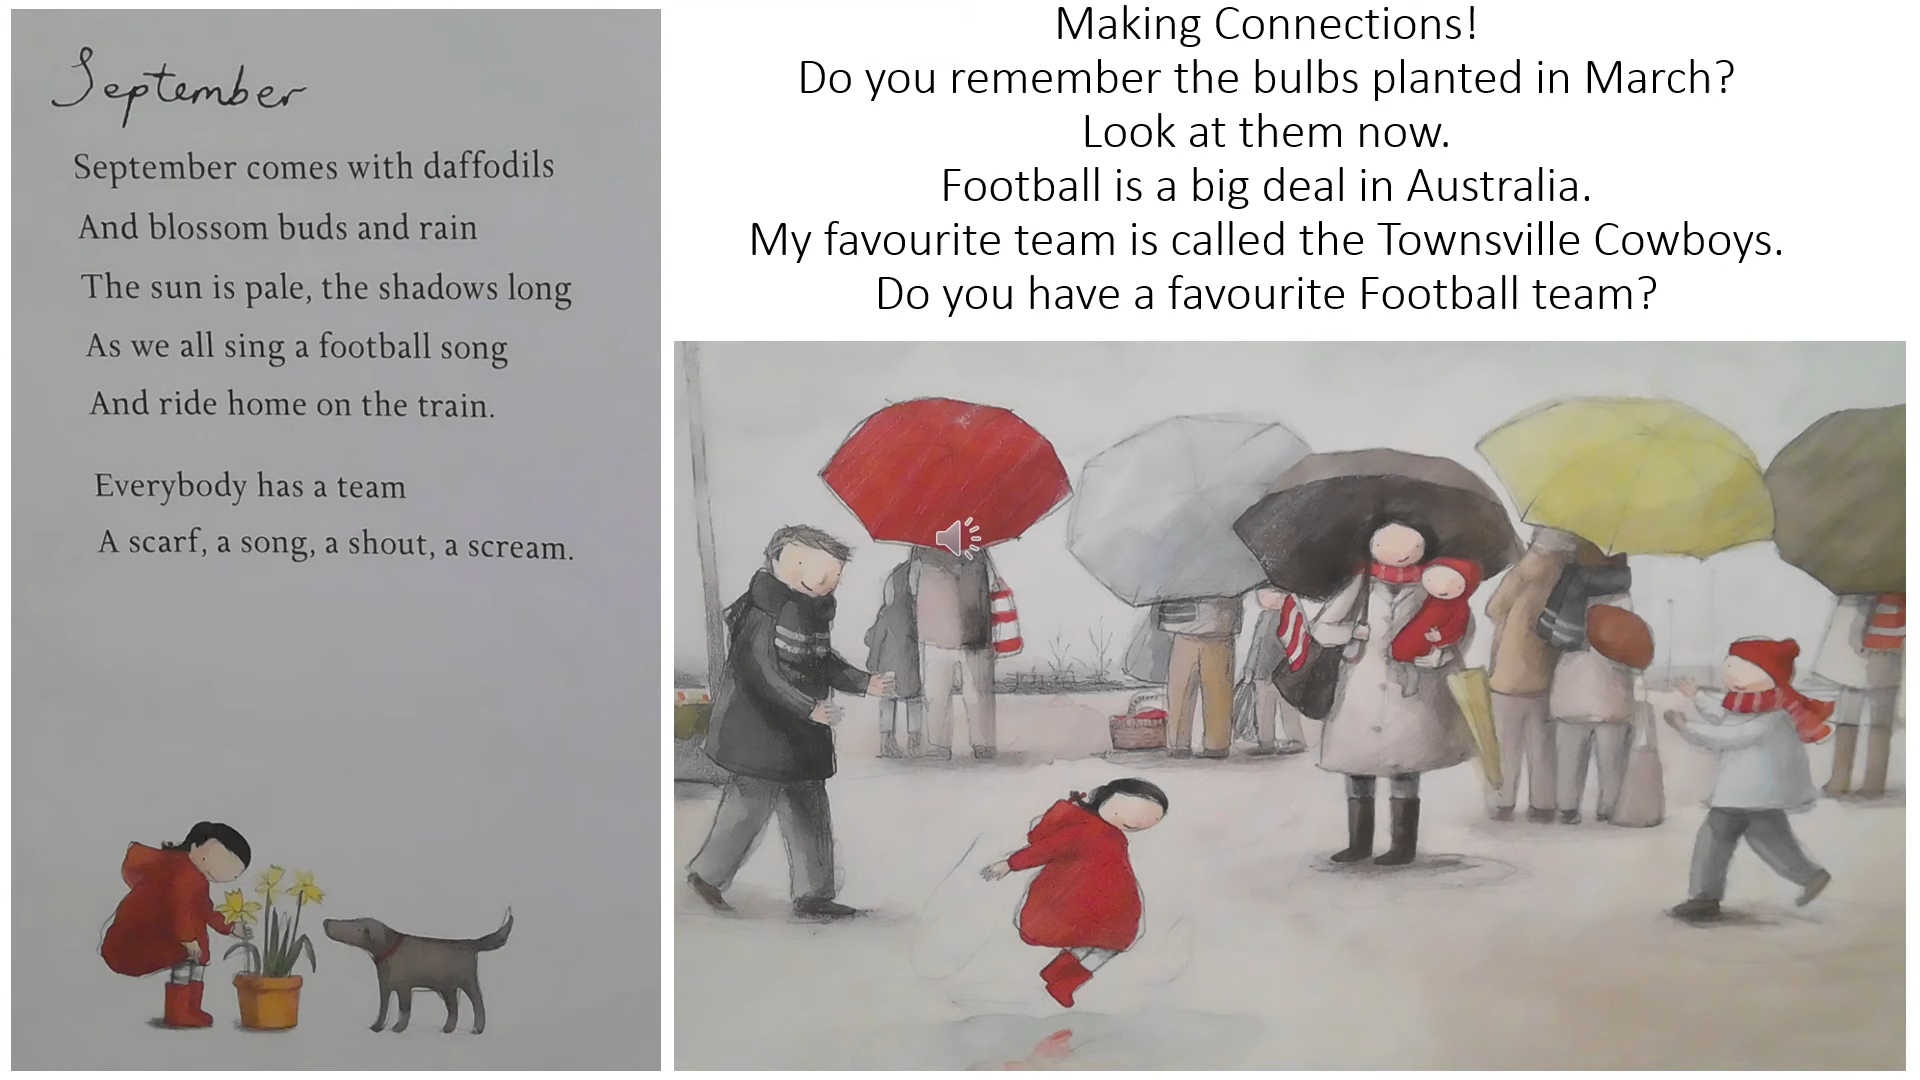 September
September comes with daffodils
And blossom buds and rain
The sun is pale, the shadows long
As we all sing a football song
And ride home on the train.
Everybody has a team
A scarf, a song, a shout, a scream.
Making Connections!
Do you remember the bulbs planted in March?
Look at them now.
Football is a big deal in Australia.
My favourite team is called the Townsville Cowboys.
Do you have a favourite Football team?